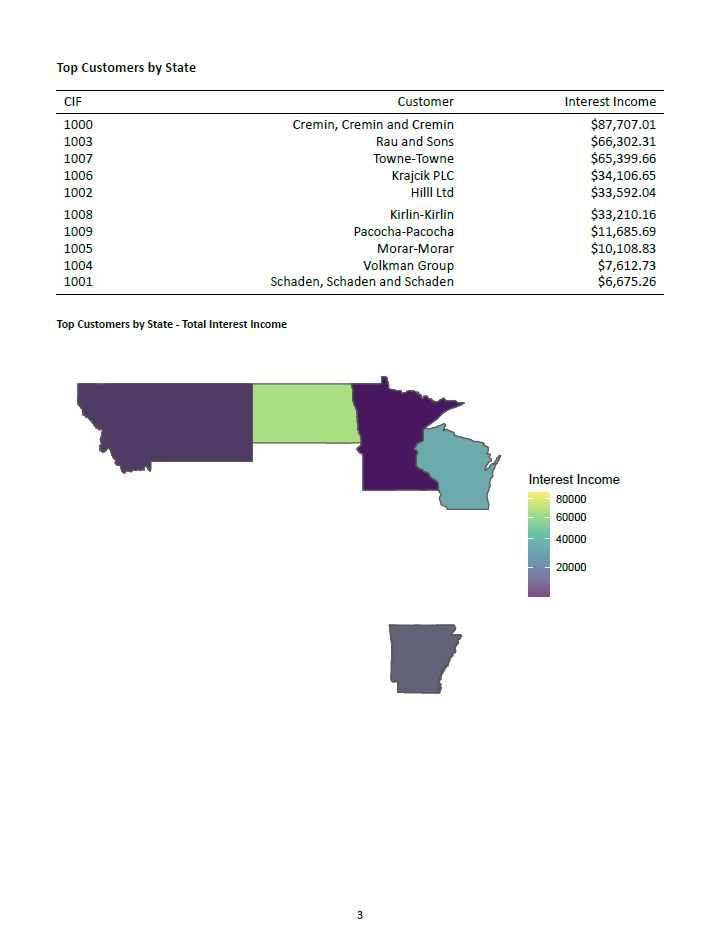 Top Customers by State
CIF Customer Interest Income
1000 Cremin, Cremin and Cremin $87,707.01
1003 Rau and Sons $66,302.31
1007 Towne-Towne $65,399.66
1006 Krajcik PLC $34,106.65
1002 Hilll Ltd $33,592.04
1008 Kirlin-Kirlin $33,210.16
1009 Pacocha-Pacocha $11,685.69
1005 Morar-Morar $10,108.83
1004 Volkman Group $7,612.73
1001 Schaden, Schaden and Schaden $6,675.26
Top Customers by State - Total Interest Income
Interest Income
80000
60000
40000
20000
3